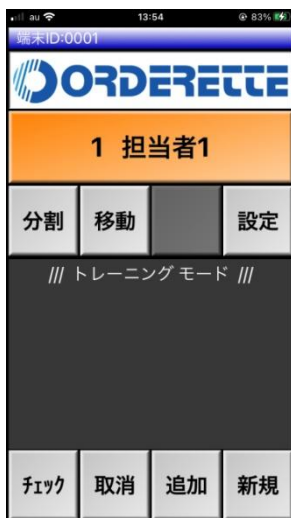 au 13:54 83%
端末ID:0001
ORDERETTE
1 担当者1
分割 移動 設定
/// トレーニング モード ///
ﾁｪｯｸ 取消 追加 新規